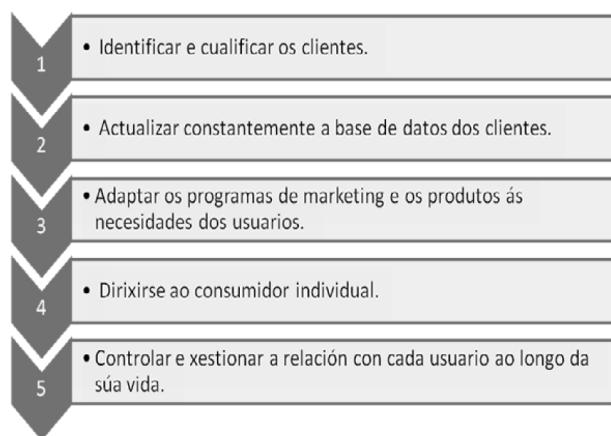 1
• Identificar e cualificar os clientes.
2
• Actualizar constantemente a base de datos dos clientes.
3
• Adaptar os programas de marketing e os produtos ás
necesidades dos usuarios.
4
• Dirixirse ao consumidor individual.
5
• Controlar e xestionar a relación con cada usuario ao longo da
súa vida.